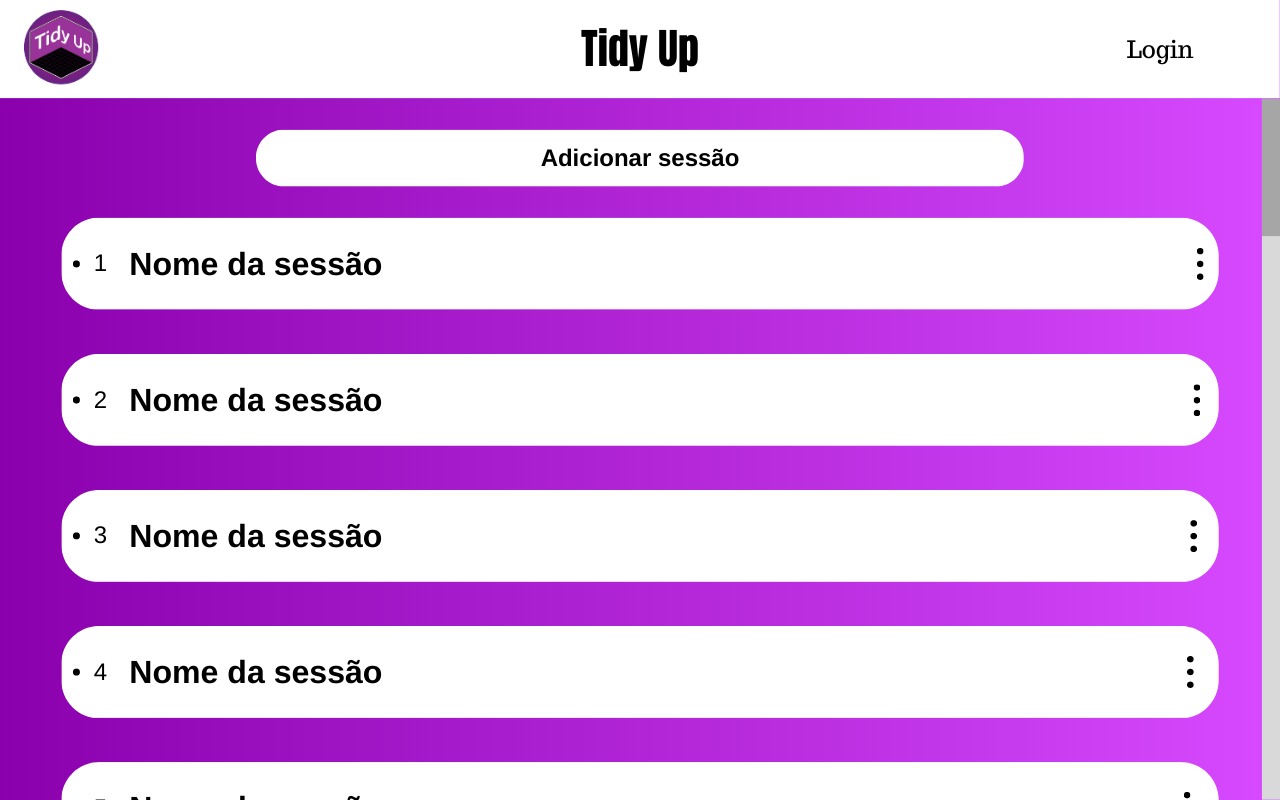 Tidy Up
Tidy Up
Login
Adicionar sessão
• 1 Nome da sessão
• 2 Nome da sessão
• 3 Nome da sessão
• 4 Nome da sessão